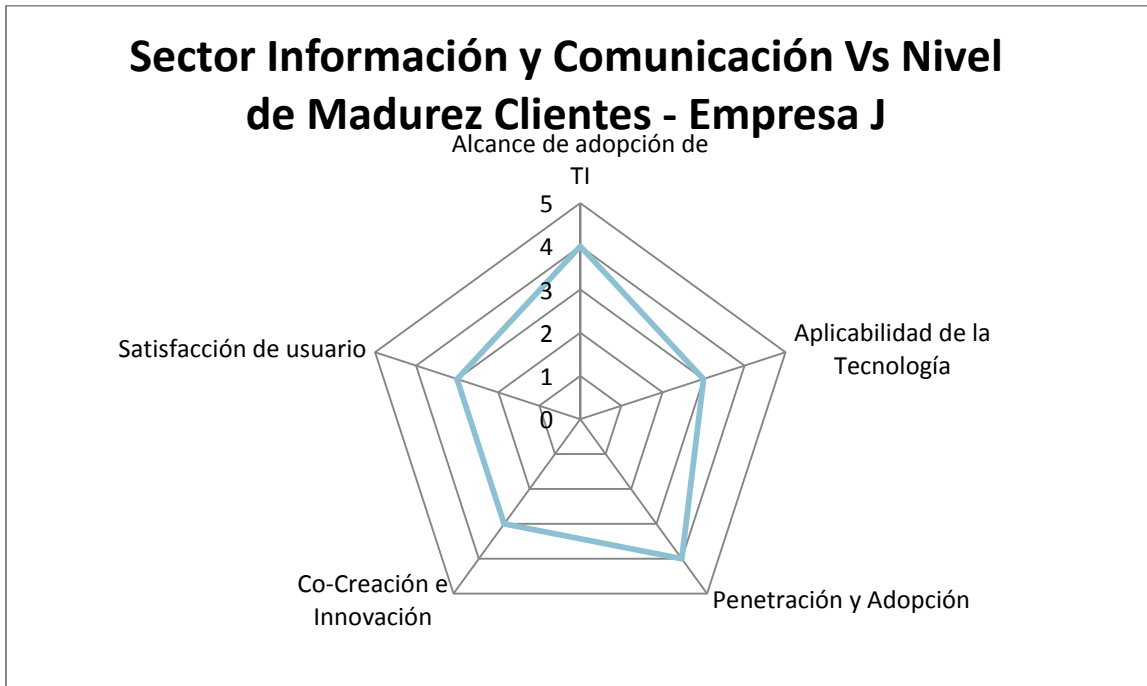 Sector Información y Comunicación Vs Nivel
de Madurez Clientes - Empresa J
Alcance de adopción de
TI
5
4
3
2
1
0
Aplicabilidad de la
Tecnología
Penetración y Adopción
Co-Creación e
Innovación
Satisfacción de usuario